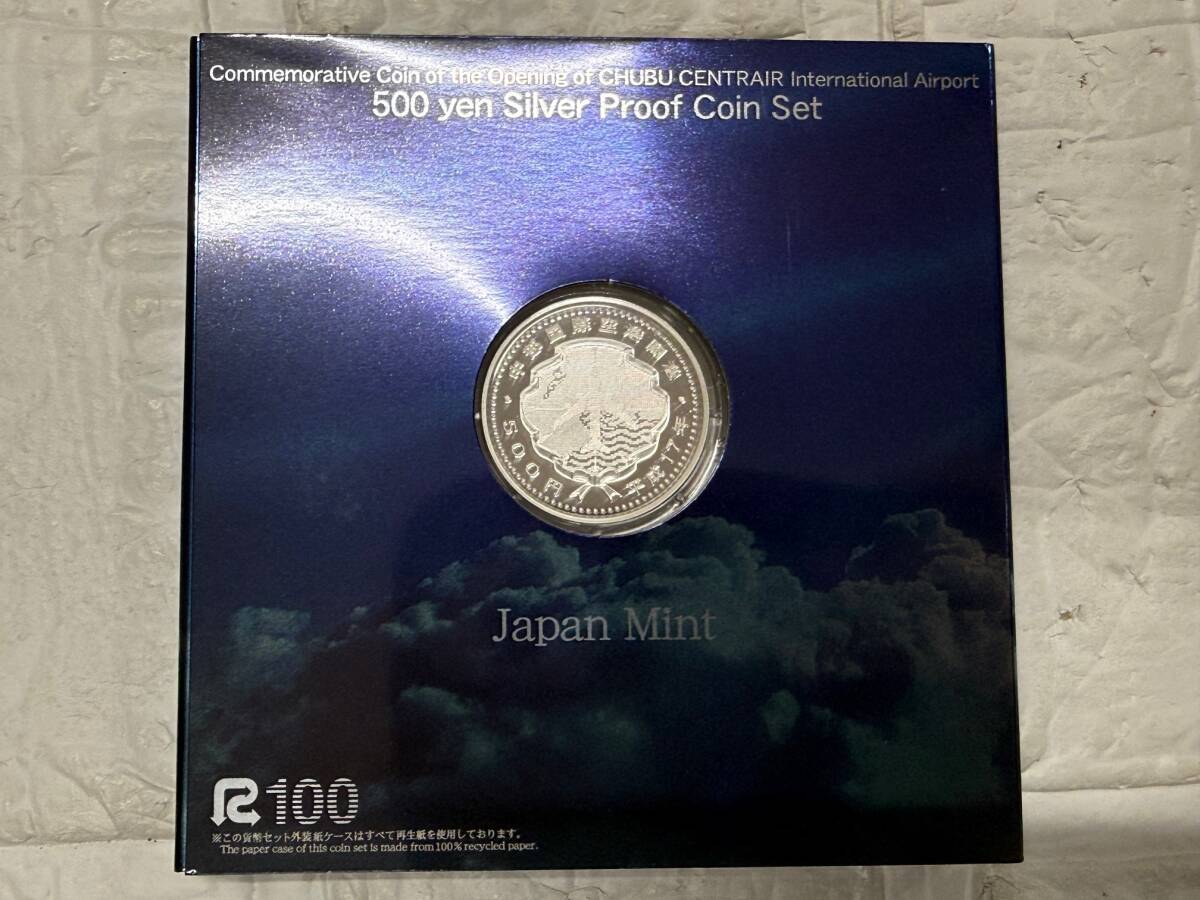 Commemorative Coin of the Opening of CHUBU CENTRAIR International Airport
500 yen Silver Proof Coin Set
中部国際空港開港
500円
平成17年
Japan Mint
R100
※この貨幣セット外装紙ケースはすべて再生紙を使用しております。
The paper case of this coin set is made from 100% recycled paper.